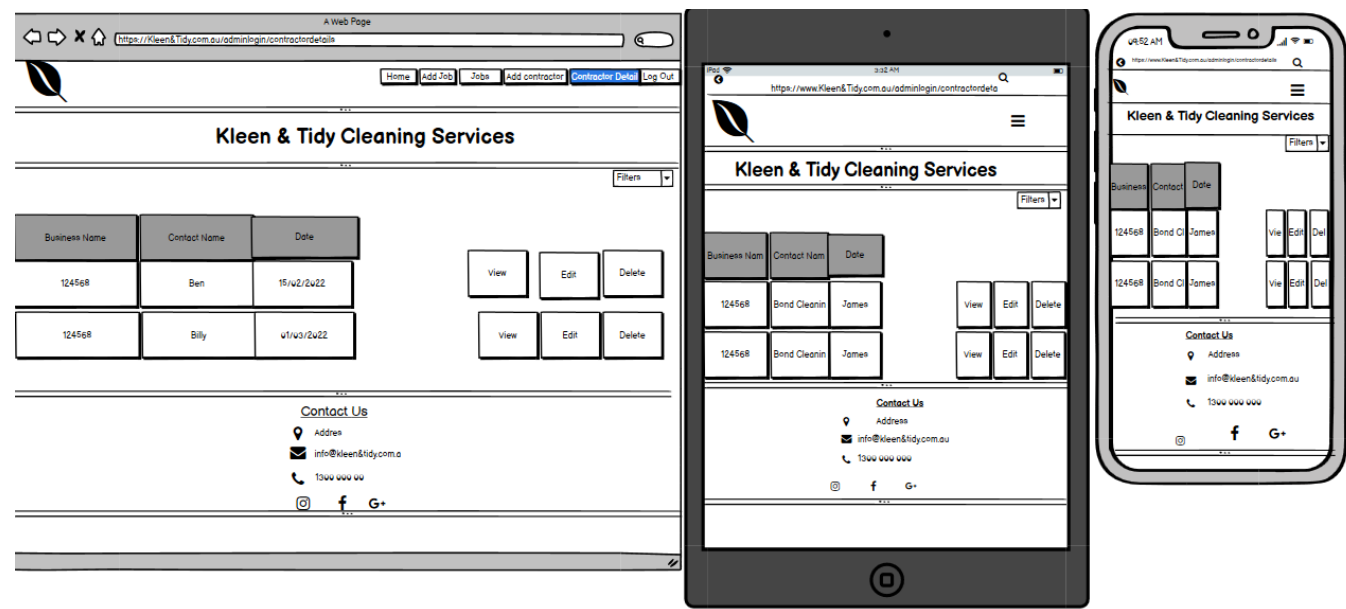 A Web Page
https://Kleen&Tidy.com.au/adminlogin/contractordetails
Home Add Job Jobs Add contractor Contractor Detail Log Out
Kleen & Tidy Cleaning Services
Filters
Business Name Contact Name Date
124568 Ben 15/02/2022 View Edit Delete
124568 Billy 01/03/2022 View Edit Delete
Contact Us
Addres
info@kleen&tidy.com.a
1300 000 00
G+
iPad 3:32 AM
https://www.Kleen&Tidy.com.au/adminlogin/contractordeta
Kleen & Tidy Cleaning Services
Filters
Business Nam Contact Nam Date
124568 Bond Cleanin James View Edit Delete
124568 Bond Cleanin James View Edit Delete
Contact Us
Address
info@kleen&tidy.com.au
1300 000 000
f G+
09:52 AM
https://www.Kleen&Tidy.com.au/adminlogin/contractordetails
Kleen & Tidy Cleaning Services
Filters
Business Contact Date
124568 Bond Cl James Vie Edit Del
124568 Bond Cl James Vie Edit Del
Contact Us
Address
info@kleen&tidy.com.au
1300 000 000
f G+